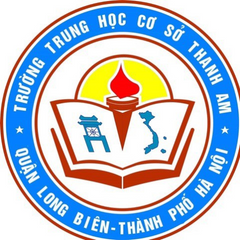 TRƯỜNG TRUNG HỌC CƠ SỞ THANH AM
QUẬN LONG BIÊN-THÀNH PHỐ HÀ NỘI